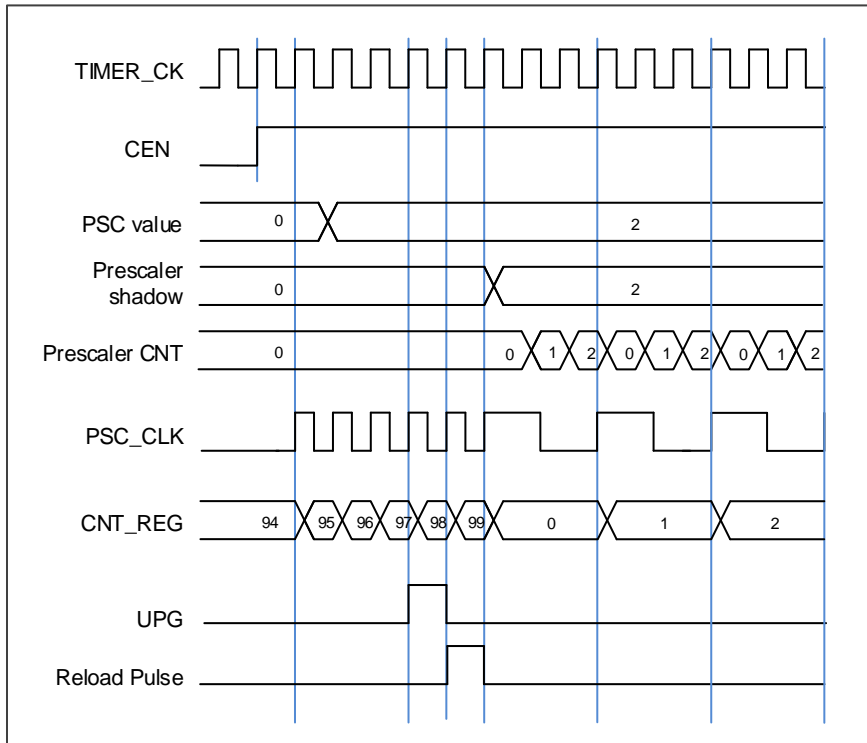 TIMER_CK
CEN
PSC value 0 2
Prescaler
shadow 0 2
Prescaler CNT 0 0 1 2 0 1 2 0 1 2
PSC_CLK
CNT_REG 94 95 96 97 98 99 0 1 2
UPG
Reload Pulse